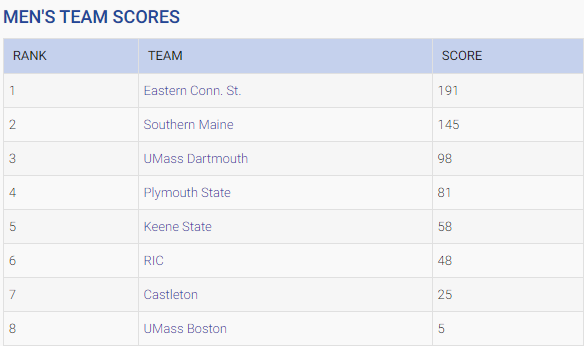 MEN'S TEAM SCORES
RANK TEAM SCORE
1 Eastern Conn. St. 191
2 Southern Maine 145
3 UMass Dartmouth 98
4 Plymouth State 81
5 Keene State 58
6 RIC 48
7 Castleton 25
8 UMass Boston 5